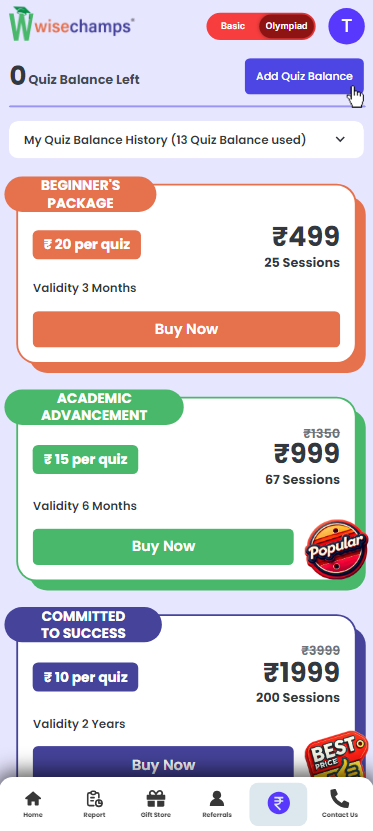 wisechamps
Basic
Olympiad
T
0 Quiz Balance Left
Add Quiz Balance
My Quiz Balance History (13 Quiz Balance used)
BEGINNER'S
PACKAGE
₹ 20 per quiz
₹499
25 Sessions
Validity 3 Months
Buy Now
ACADEMIC
ADVANCEMENT
₹1350
₹ 15 per quiz
₹999
67 Sessions
Validity 6 Months
Buy Now
Popular
COMMITTED
TO SUCCESS
₹3999
₹ 10 per quiz
₹1999
200 Sessions
Validity 2 Years
Buy Now
BEST
PRICE
Home
Report
Gift Store
Referrals
₹
Contact Us